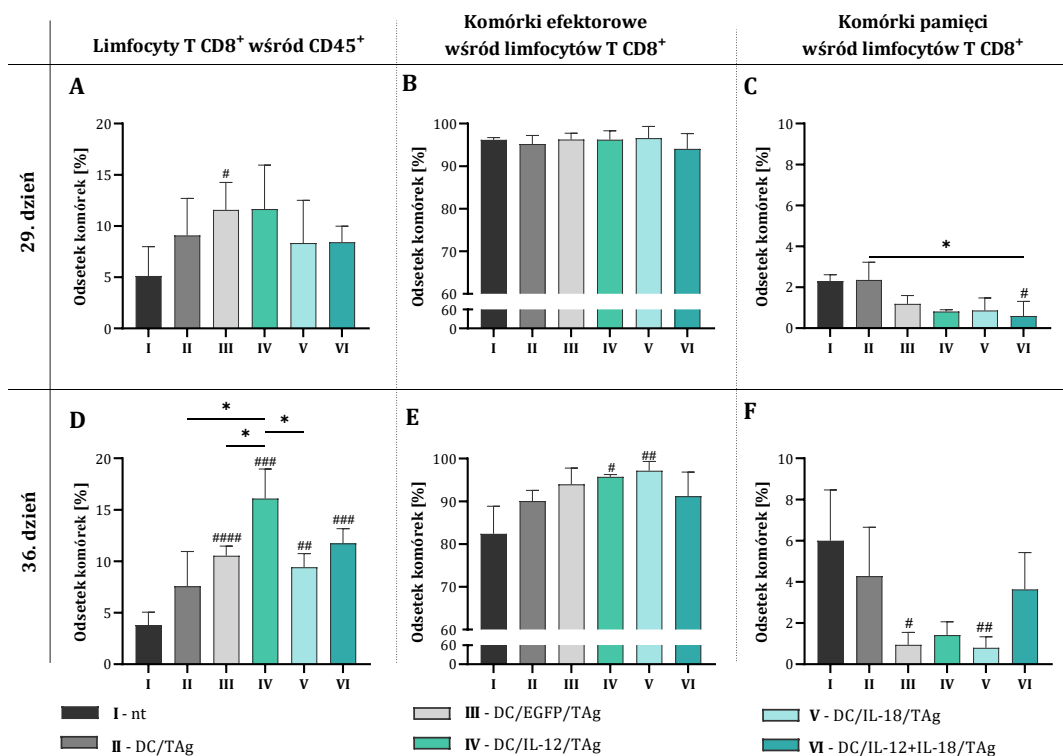 Limfocyty T CD8⁺ wśród CD45⁺
Komórki efektorowe
wśród limfocytów T CD8⁺
Komórki pamięci
wśród limfocytów T CD8⁺
29. dzień
A
Odsetek komórek [%]
20
15
10
5
0
#
I II III IV V VI
B
Odsetek komórek [%]
100
90
80
70
60
60
0
I II III IV V VI
C
Odsetek komórek [%]
10
8
6
4
2
0
*
#
I II III IV V VI
36. dzień
D
Odsetek komórek [%]
20
15
10
5
0
*
*
*
###
####
##
###
I II III IV V VI
E
Odsetek komórek [%]
100
90
80
70
60
60
0
#
##
I II III IV V VI
F
Odsetek komórek [%]
10
8
6
4
2
0
#
##
I II III IV V VI
I - nt
II - DC/TAg
III - DC/EGFP/TAg
IV - DC/IL-12/TAg
V - DC/IL-18/TAg
VI - DC/IL-12+IL-18/TAg